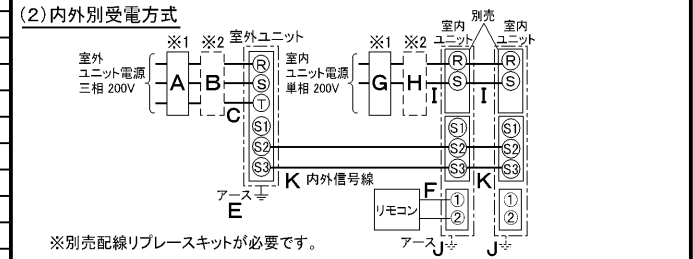 (2)内外別受電方式
※1 ※2 室外ユニット
室外
ユニット電源
三相 200V
A B C
R
S
T
S1
S2
S3
アース
E
※1 ※2
室内
ユニット電源
単相 200V
G H I I
別売
室内
ユニット
室内
ユニット
R R
S S
S1 S1
S2 S2
S3 S3
K 内外信号線 K
F
リモコン
① ①
② ②
アース J J
※別売配線リプレースキットが必要です。